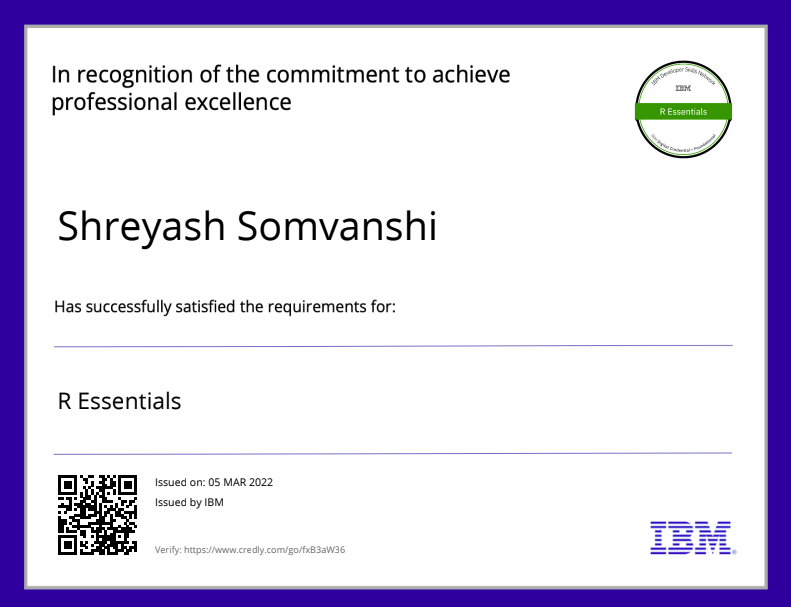 In recognition of the commitment to achieve
professional excellence
IBM Developer Skills Network
IBM
R Essentials
IBM Digital Credential • Foundational
Shreyash Somvanshi
Has successfully satisfied the requirements for:
R Essentials
Issued on: 05 MAR 2022
Issued by IBM
Verify: https://www.credly.com/go/fxB3aW36
IBM®